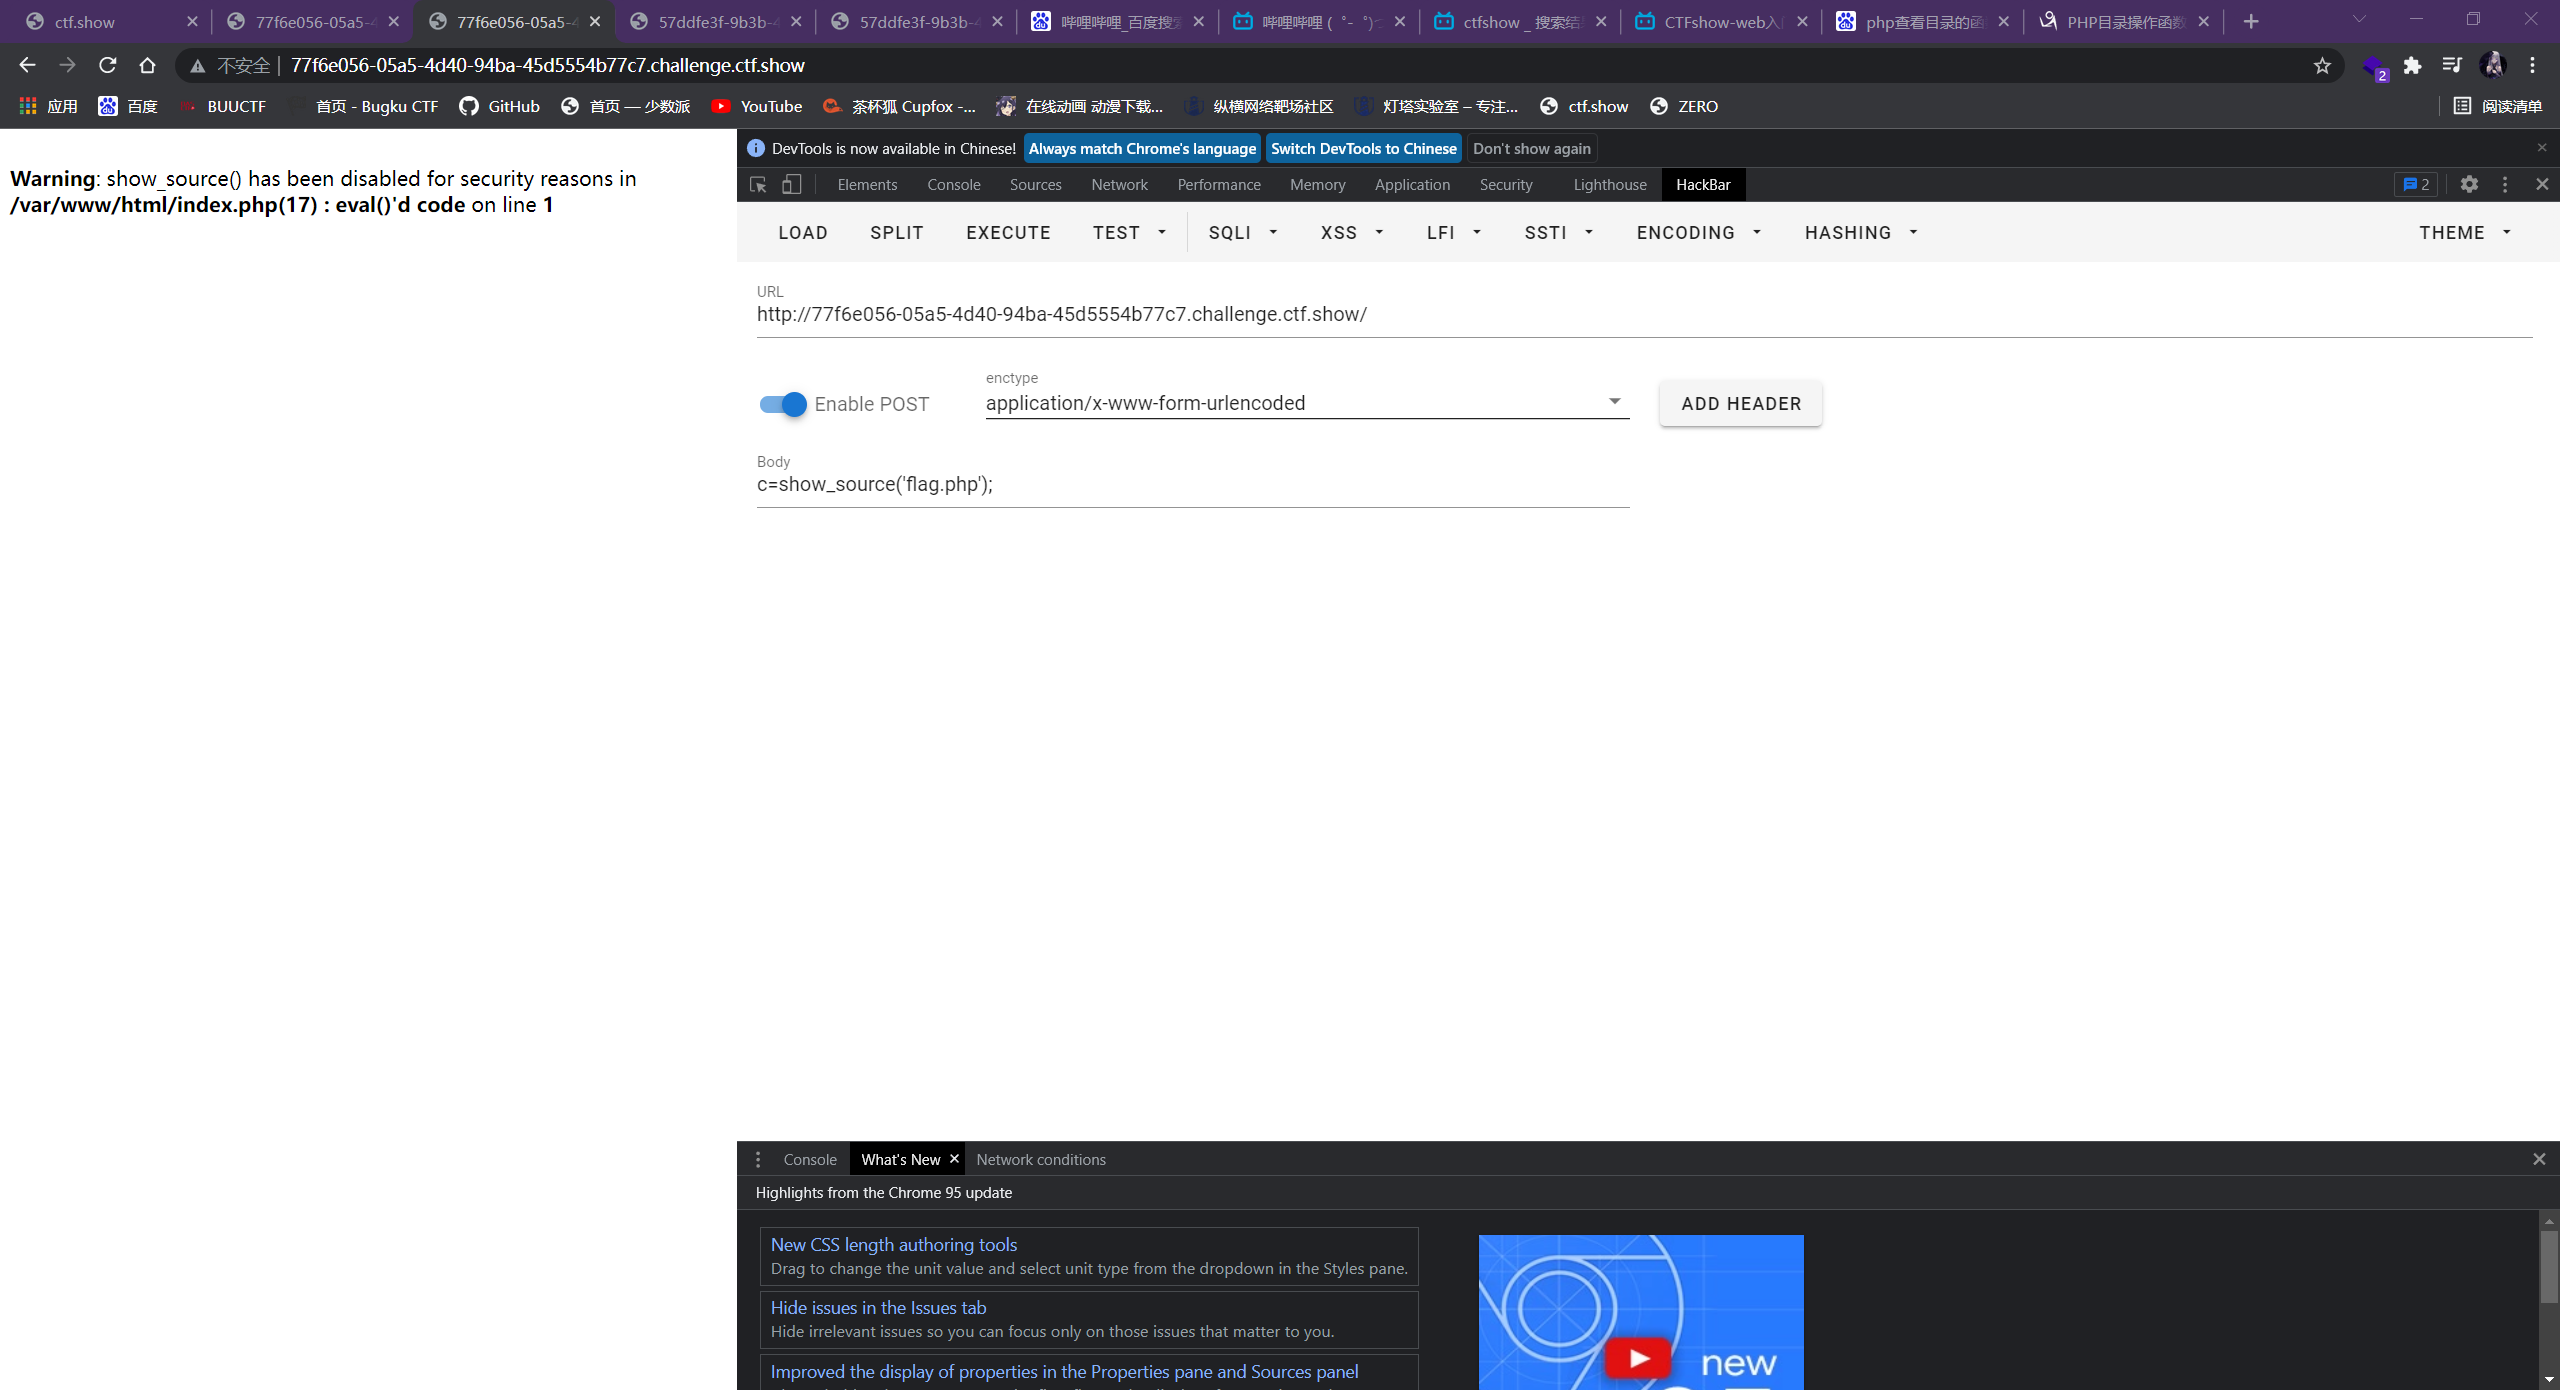 ctf.show
77f6e056-05a5-4
77f6e056-05a5-4
57ddfe3f-9b3b-4
57ddfe3f-9b3b-4
哔哩哔哩_百度搜索
哔哩哔哩 (゜-゜)つ
ctfshow _ 搜索结果
CTFshow-web入门
php查看目录的函
PHP目录操作函数
不安全 | 77f6e056-05a5-4d40-94ba-45d5554b77c7.challenge.ctf.show
2
应用
百度
BUUCTF
首页 - Bugku CTF
GitHub
首页 — 少数派
YouTube
茶杯狐 Cupfox -...
在线动画 动漫下载...
纵横网络靶场社区
灯塔实验室 – 专注...
ctf.show
ZERO
阅读清单
Warning: show_source() has been disabled for security reasons in
/var/www/html/index.php(17) : eval()'d code on line 1
DevTools is now available in Chinese!
Always match Chrome's language
Switch DevTools to Chinese
Don't show again
Elements
Console
Sources
Network
Performance
Memory
Application
Security
Lighthouse
HackBar
2
LOAD
SPLIT
EXECUTE
TEST
SQLI
XSS
LFI
SSTI
ENCODING
HASHING
THEME
URL
http://77f6e056-05a5-4d40-94ba-45d5554b77c7.challenge.ctf.show/
Enable POST
enctype
application/x-www-form-urlencoded
ADD HEADER
Body
c=show_source('flag.php');
Console
What's New
Network conditions
Highlights from the Chrome 95 update
New CSS length authoring tools
Drag to change the unit value and select unit type from the dropdown in the Styles pane.
Hide issues in the Issues tab
Hide irrelevant issues so you can focus only on those issues that matter to you.
Improved the display of properties in the Properties pane and Sources panel
new